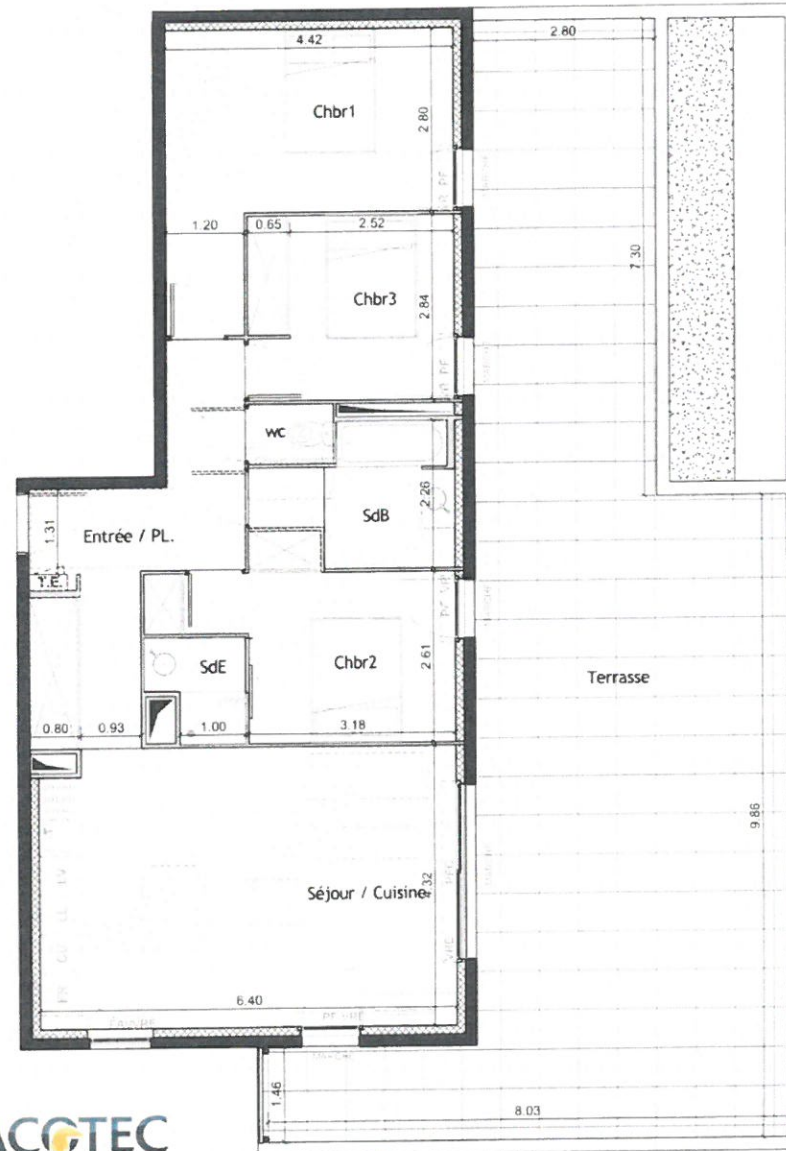 4.42
2.80
Chbr1
2.80
1.20
0.65
2.52
7.30
Chbr3
2.84
wc
2.26
SdB
1.31
Entrée / PL.
T.E.
SdE
Chbr2
2.61
Terrasse
0.80
0.93
1.00
3.18
9.86
Séjour / Cuisine
6.40
1.46
8.03
ACOTEC